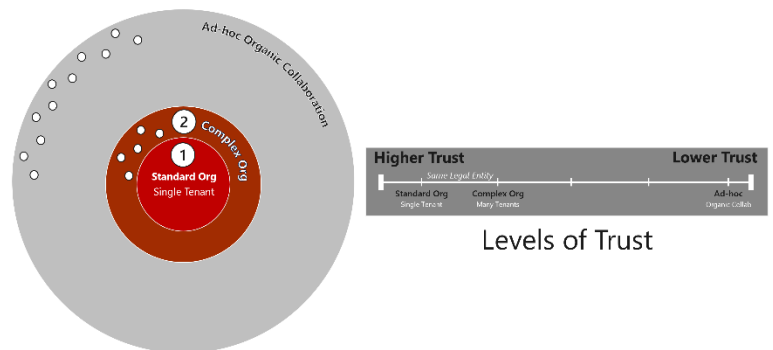 Ad-hoc Organic Collaboration
2
Complex Org
1
Standard Org
Single Tenant
Higher Trust
Lower Trust
Same Legal Entity
Standard Org
Single Tenant
Complex Org
Many Tenants
Ad-hoc
Organic Collab
Levels of Trust